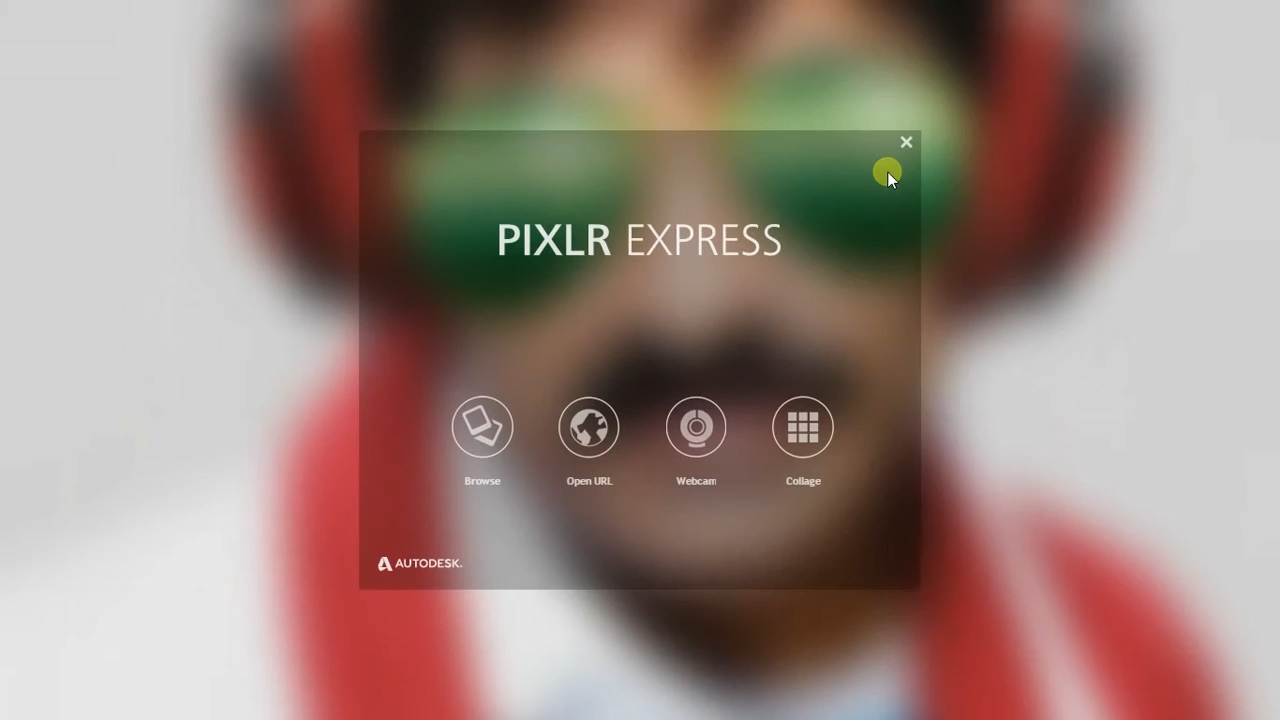 PIXLR EXPRESS
Browse
Open URL
Webcam
Collage
AUTODESK.